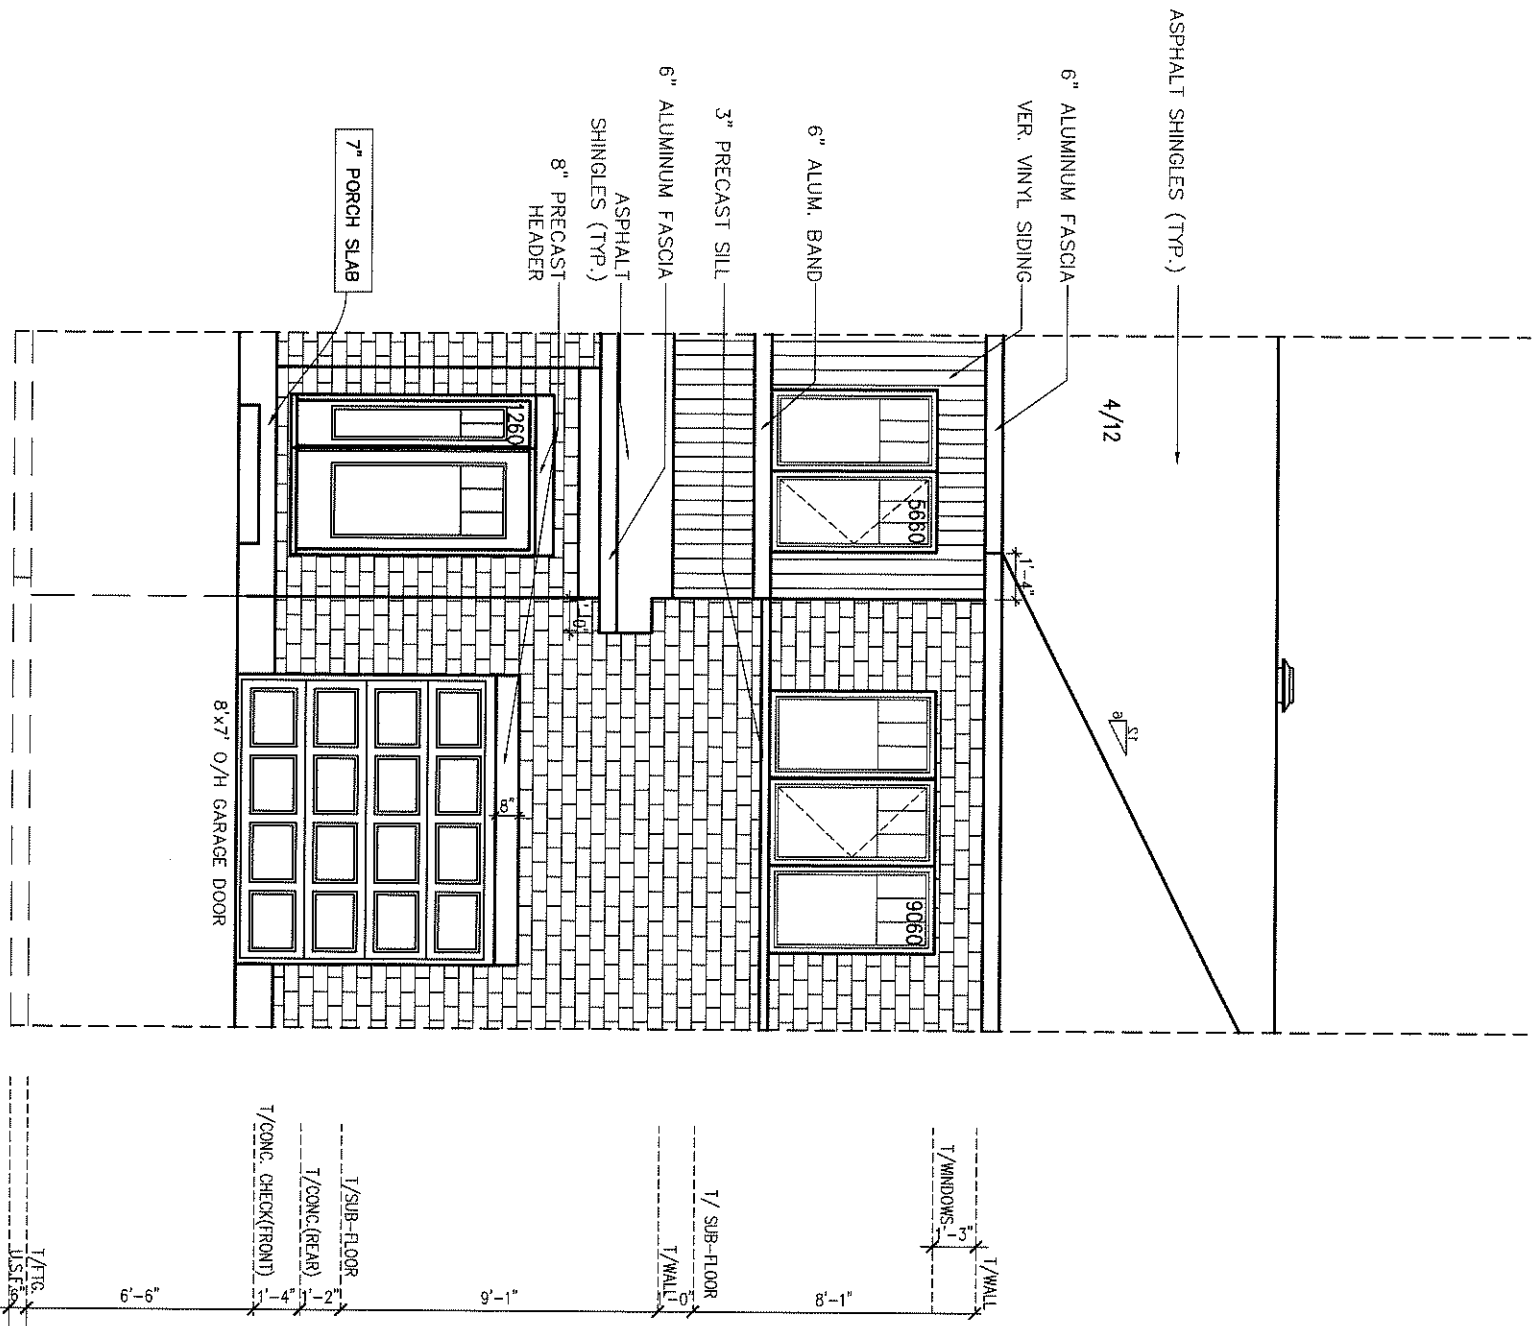 ASPHALT SHINGLES (TYP.)
6" ALUMINUM FASCIA
VER. VINYL SIDING
6" ALUM. BAND
3" PRECAST SILL
6" ALUMINUM FASCIA
ASPHALT
SHINGLES (TYP.)
8" PRECAST
HEADER
7" PORCH SLAB
4/12
12
1'-4"
5660
9060
1260
8"
8'x7' O/H GARAGE DOOR
T/WALL
1'-3"
T/WINDOWS
8'-1"
T/ SUB-FLOOR
1'-0"
T/WALL
9'-1"
T/SUB-FLOOR
1'-2"
T/CONC.(REAR)
1'-4"
T/CONC. CHECK(FRONT)
6'-6"
T/FTG.
U.S.F.
6"